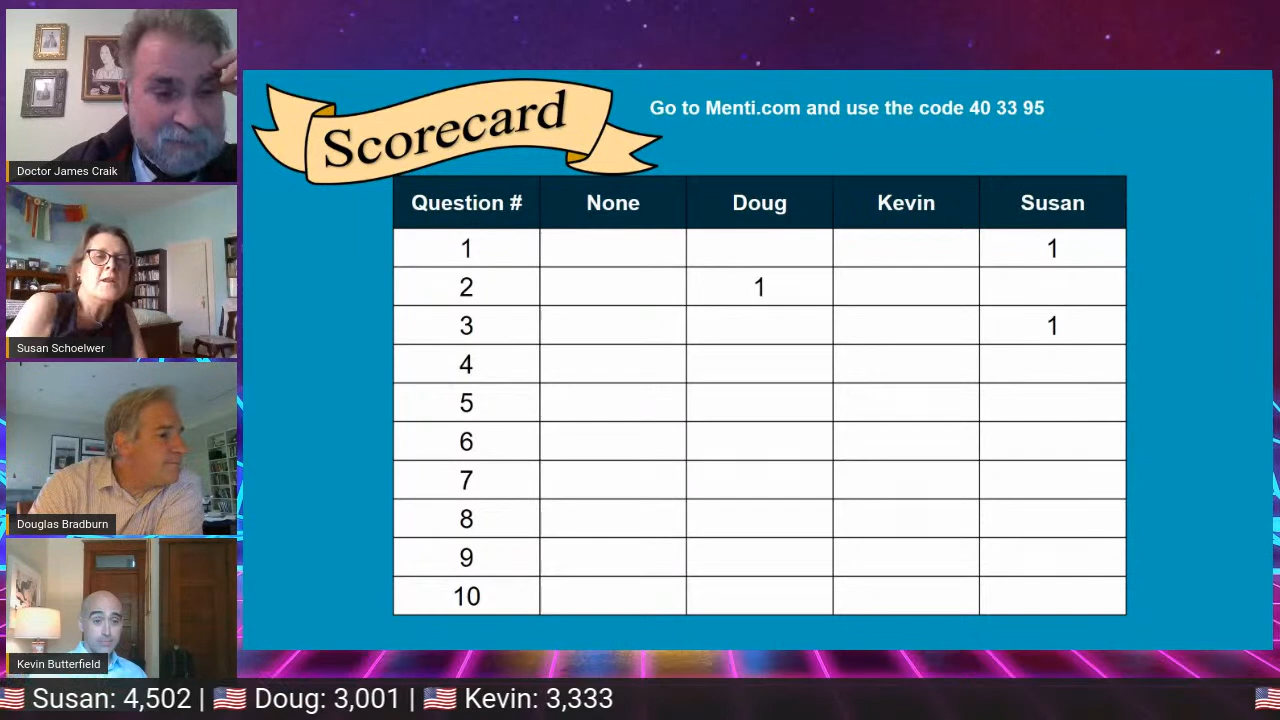 Doctor James Craik
Susan Schoelwer
Douglas Bradburn
Kevin Butterfield
Scorecard
Go to Menti.com and use the code 40 33 95
Question # None Doug Kevin Susan
1 1
2 1
3 1
4
5
6
7
8
9
10
Susan: 4,502 | Doug: 3,001 | Kevin: 3,333